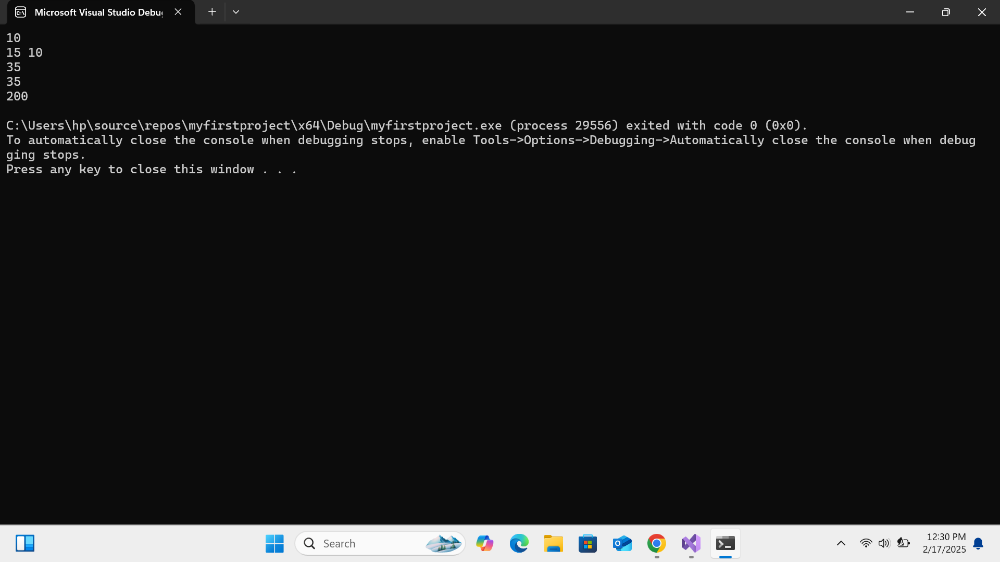 Microsoft Visual Studio Debu
10
15 10
35
35
200
C:\Users\hp\source\repos\myfirstproject\x64\Debug\myfirstproject.exe (process 29556) exited with code 0 (0x0).
To automatically close the console when debugging stops, enable Tools->Options->Debugging->Automatically close the console when debug
ging stops.
Press any key to close this window . . .
Search
12:30 PM
2/17/2025